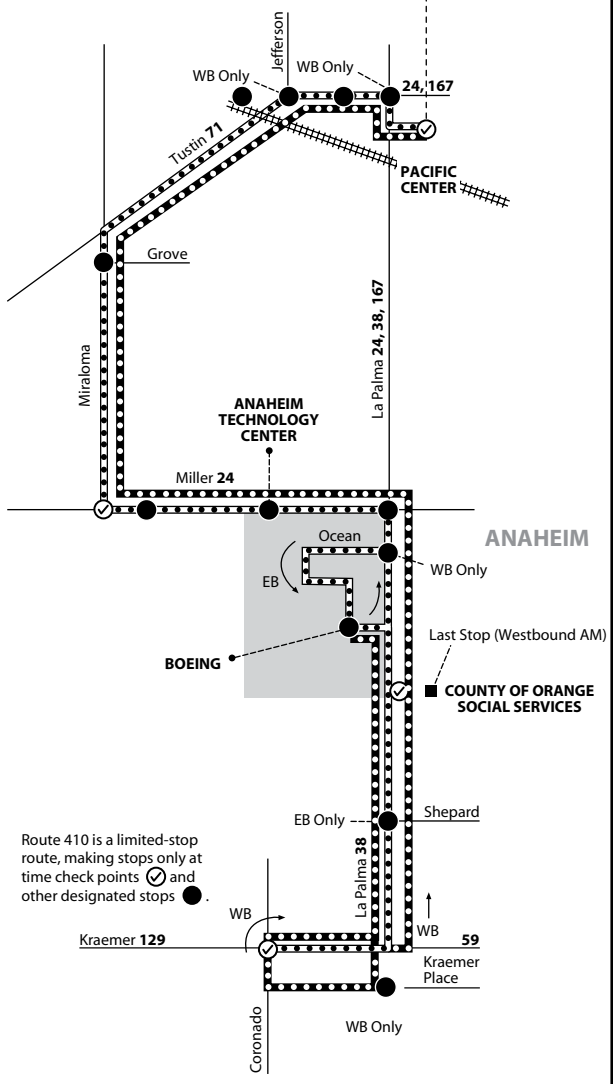 Jefferson
WB Only
WB Only
24, 167
Tustin 71
PACIFIC
CENTER
Grove
Miraloma
La Palma 24, 38, 167
ANAHEIM
TECHNOLOGY
CENTER
Miller 24
Ocean
ANAHEIM
EB
WB Only
Last Stop (Westbound AM)
BOEING
COUNTY OF ORANGE
SOCIAL SERVICES
EB Only
Shepard
La Palma 38
Route 410 is a limited-stop
route, making stops only at
time check points and
other designated stops .
WB
WB
Kraemer 129
59
Kraemer
Place
Coronado
WB Only